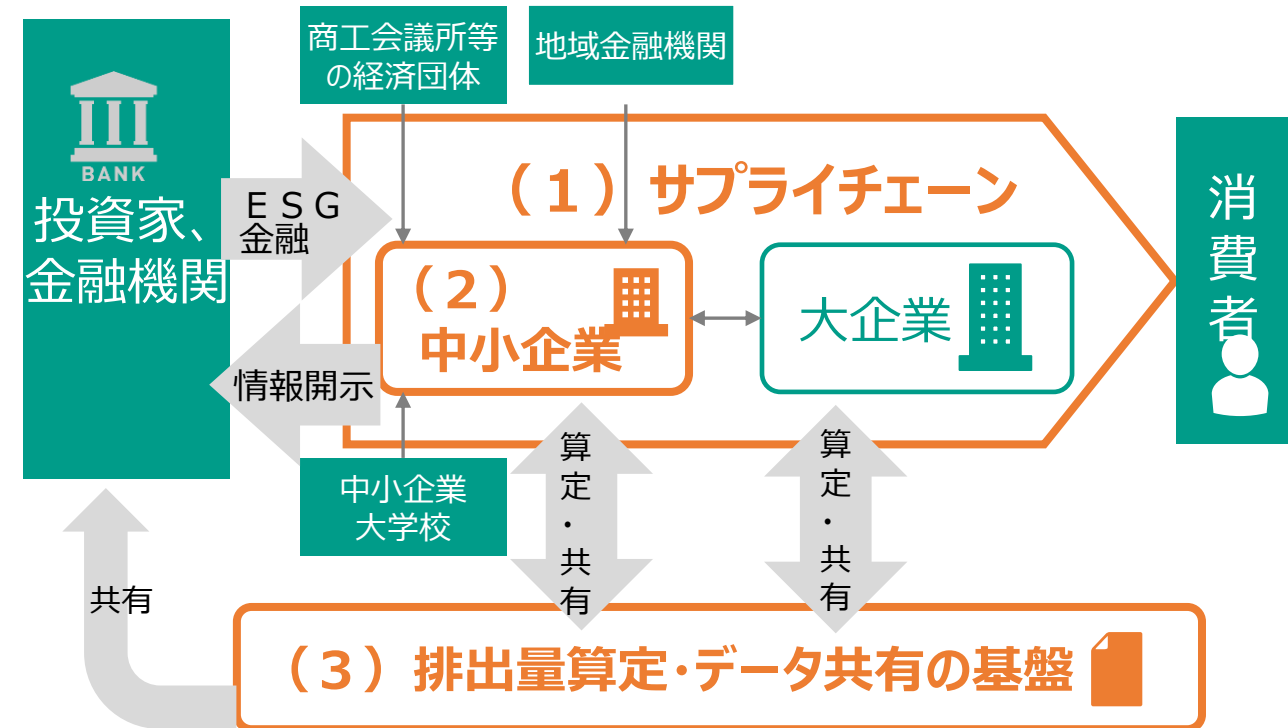 商工会議所等
の経済団体
地域金融機関
BANK
投資家、
金融機関
ＥＳＧ
金融
（１）サプライチェーン
（２）
中小企業
大企業
消費者
情報開示
中小企業
大学校
算定・共有
算定・共有
共有
（３）排出量算定・データ共有の基盤